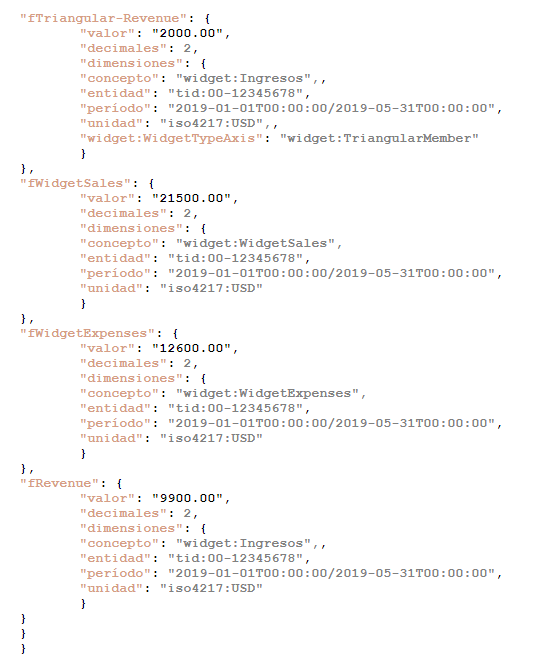 "fTriangular-Revenue": {
"valor": "2000.00",
"decimales": 2,
"dimensiones": {
"concepto": "widget:Ingresos",,
"entidad": "tid:00-12345678",
"período": "2019-01-01T00:00:00/2019-05-31T00:00:00",
"unidad": "iso4217:USD",,
"widget:WidgetTypeAxis": "widget:TriangularMember"
}
},
"fWidgetSales": {
"valor": "21500.00",
"decimales": 2,
"dimensiones": {
"concepto": "widget:WidgetSales",
"entidad": "tid:00-12345678",
"período": "2019-01-01T00:00:00/2019-05-31T00:00:00",
"unidad": "iso4217:USD"
}
},
"fWidgetExpenses": {
"valor": "12600.00",
"decimales": 2,
"dimensiones": {
"concepto": "widget:WidgetExpenses",
"entidad": "tid:00-12345678",
"período": "2019-01-01T00:00:00/2019-05-31T00:00:00",
"unidad": "iso4217:USD"
}
},
"fRevenue": {
"valor": "9900.00",
"decimales": 2,
"dimensiones": {
"concepto": "widget:Ingresos",,
"entidad": "tid:00-12345678",
"período": "2019-01-01T00:00:00/2019-05-31T00:00:00",
"unidad": "iso4217:USD"
}
}
}
}